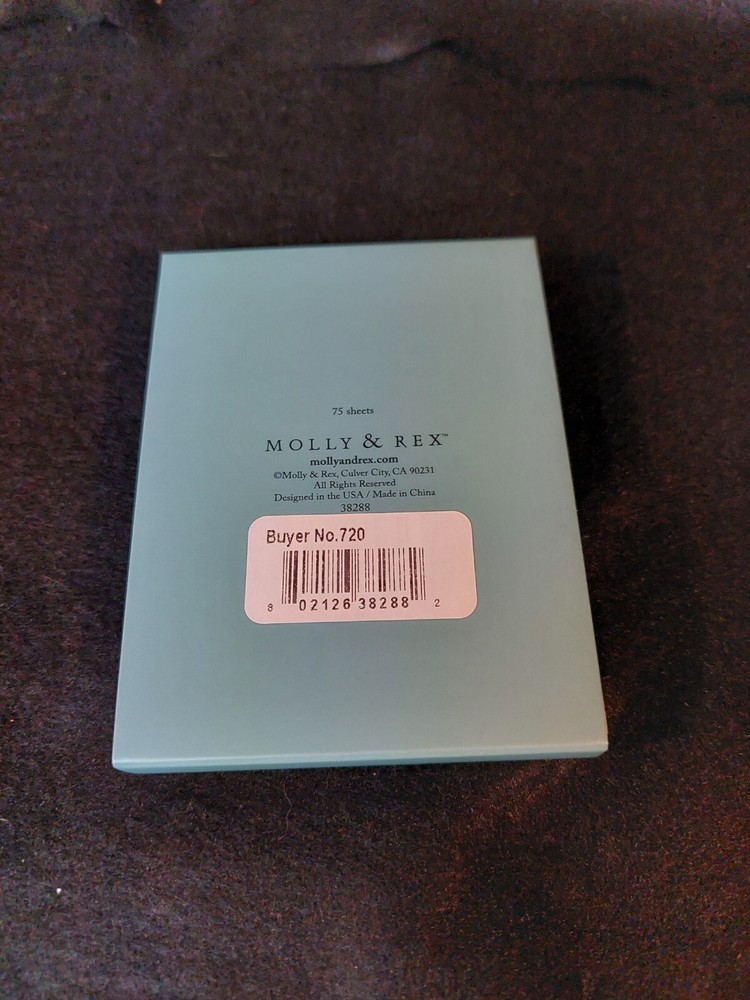 75 sheets
MOLLY & REX™
mollyandrex.com
©Molly & Rex, Culver City, CA 90231
All Rights Reserved
Designed in the USA / Made in China
38288
Buyer No.720
8 02126 38288 2